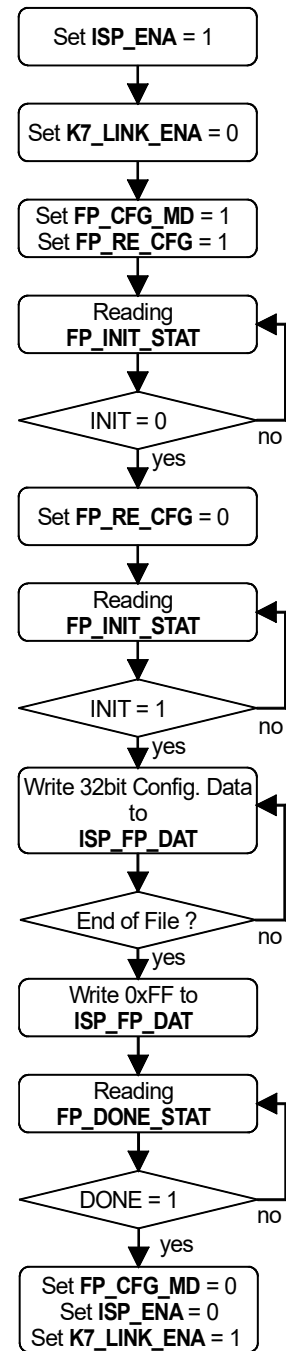 Set ISP_ENA = 1
Set K7_LINK_ENA = 0
Set FP_CFG_MD = 1
Set FP_RE_CFG = 1
Reading
FP_INIT_STAT
INIT = 0
no
yes
Set FP_RE_CFG = 0
Reading
FP_INIT_STAT
INIT = 1
no
yes
Write 32bit Config. Data
to
ISP_FP_DAT
End of File ?
no
yes
Write 0xFF to
ISP_FP_DAT
Reading
FP_DONE_STAT
DONE = 1
no
yes
Set FP_CFG_MD = 0
Set ISP_ENA = 0
Set K7_LINK_ENA = 1